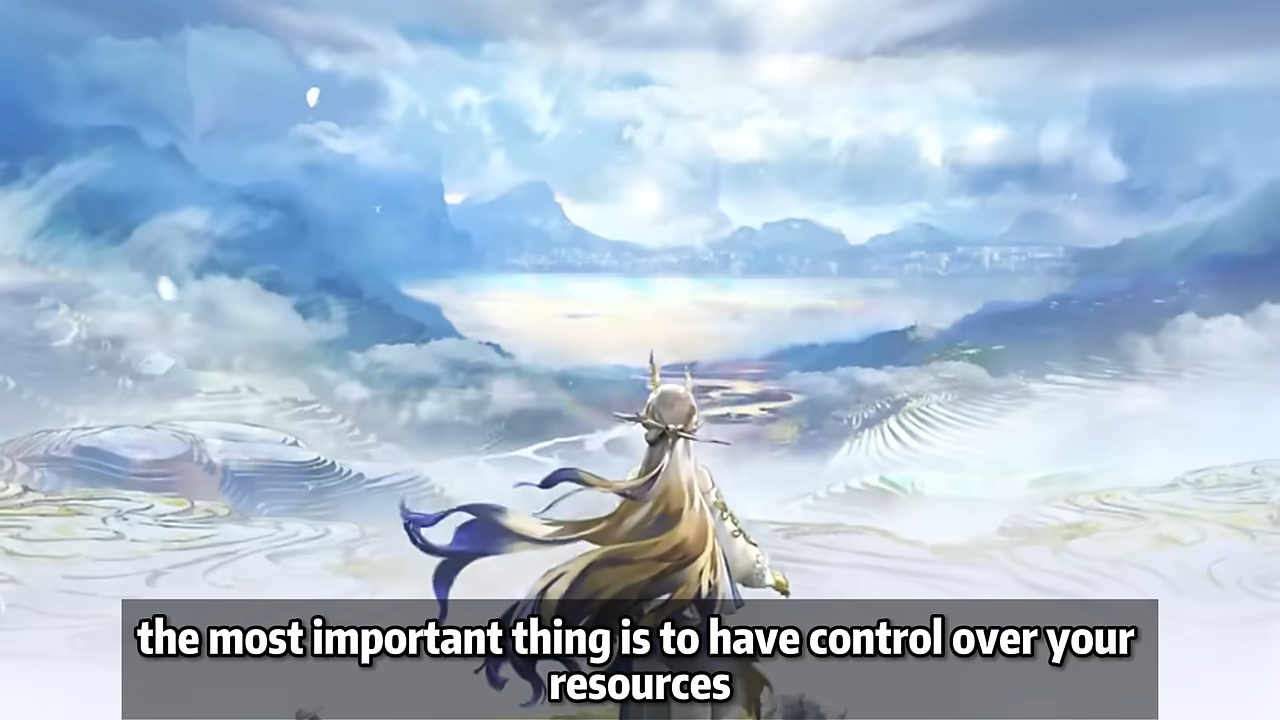 the most important thing is to have control over your
resources